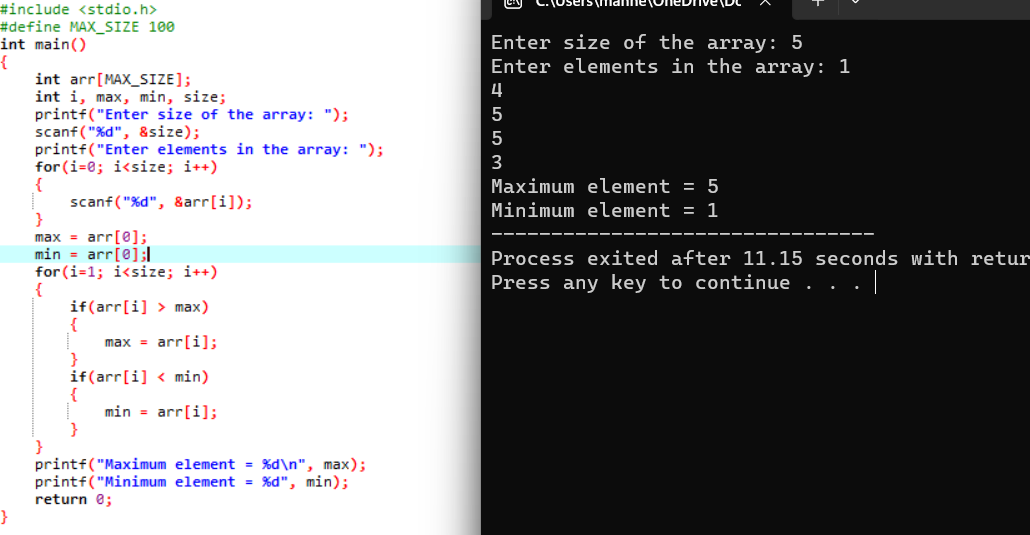 #include <stdio.h>
#define MAX_SIZE 100
int main()
{
    int arr[MAX_SIZE];
    int i, max, min, size;
    printf("Enter size of the array: ");
    scanf("%d", &size);
    printf("Enter elements in the array: ");
    for(i=0; i<size; i++)
    {
        scanf("%d", &arr[i]);
    }
    max = arr[0];
    min = arr[0];
    for(i=1; i<size; i++)
    {
        if(arr[i] > max)
        {
            max = arr[i];
        }
        if(arr[i] < min)
        {
            min = arr[i];
        }
    }
    printf("Maximum element = %d\n", max);
    printf("Minimum element = %d", min);
    return 0;
}
C:\Users\manne\OneDrive\Dc
Enter size of the array: 5
Enter elements in the array: 1
4
5
5
3
Maximum element = 5
Minimum element = 1
--------------------------------
Process exited after 11.15 seconds with retur
Press any key to continue . . .